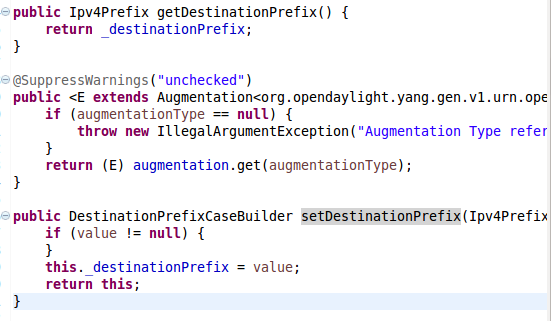 public Ipv4Prefix getDestinationPrefix() {
return _destinationPrefix;
}
@SuppressWarnings("unchecked")
public <E extends Augmentation<org.opendaylight.yang.gen.v1.urn.ope
if (augmentationType == null) {
throw new IllegalArgumentException("Augmentation Type refer
}
return (E) augmentation.get(augmentationType);
}
public DestinationPrefixCaseBuilder setDestinationPrefix(Ipv4Prefix
if (value != null) {
}
this._destinationPrefix = value;
return this;
}